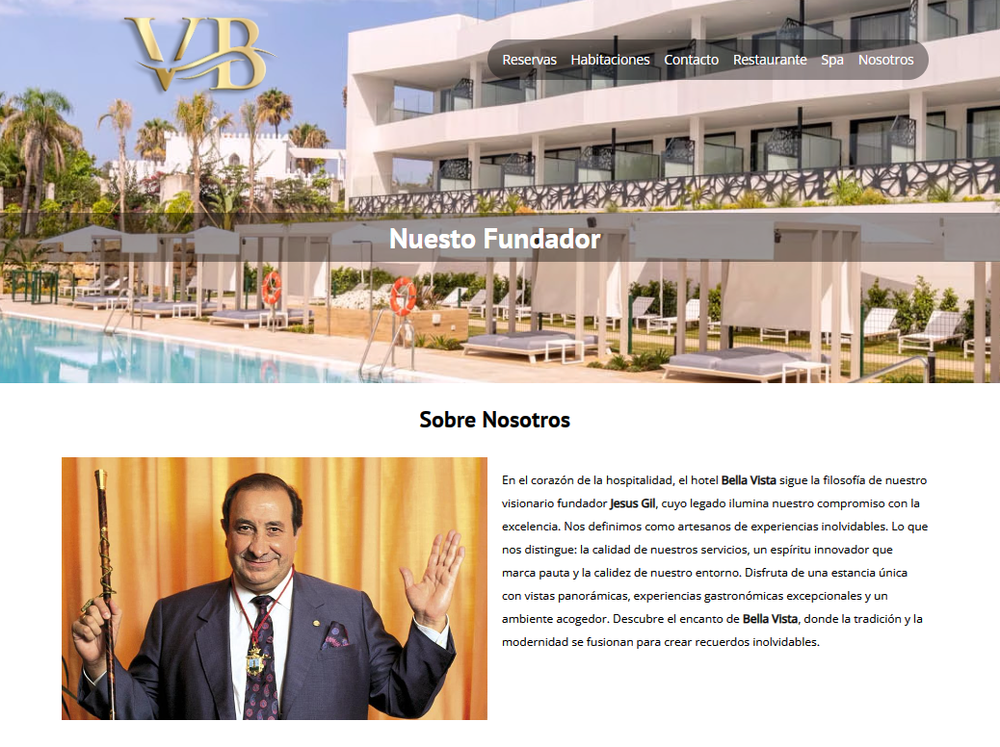 VB
Reservas Habitaciones Contacto Restaurante Spa Nosotros
Nuesto Fundador
Sobre Nosotros
En el corazón de la hospitalidad, el hotel Bella Vista sigue la filosofía de nuestro
visionario fundador Jesus Gil, cuyo legado ilumina nuestro compromiso con la
excelencia. Nos definimos como artesanos de experiencias inolvidables. Lo que
nos distingue: la calidad de nuestros servicios, un espíritu innovador que
marca pauta y la calidez de nuestro entorno. Disfruta de una estancia única
con vistas panorámicas, experiencias gastronómicas excepcionales y un
ambiente acogedor. Descubre el encanto de Bella Vista, donde la tradición y la
modernidad se fusionan para crear recuerdos inolvidables.